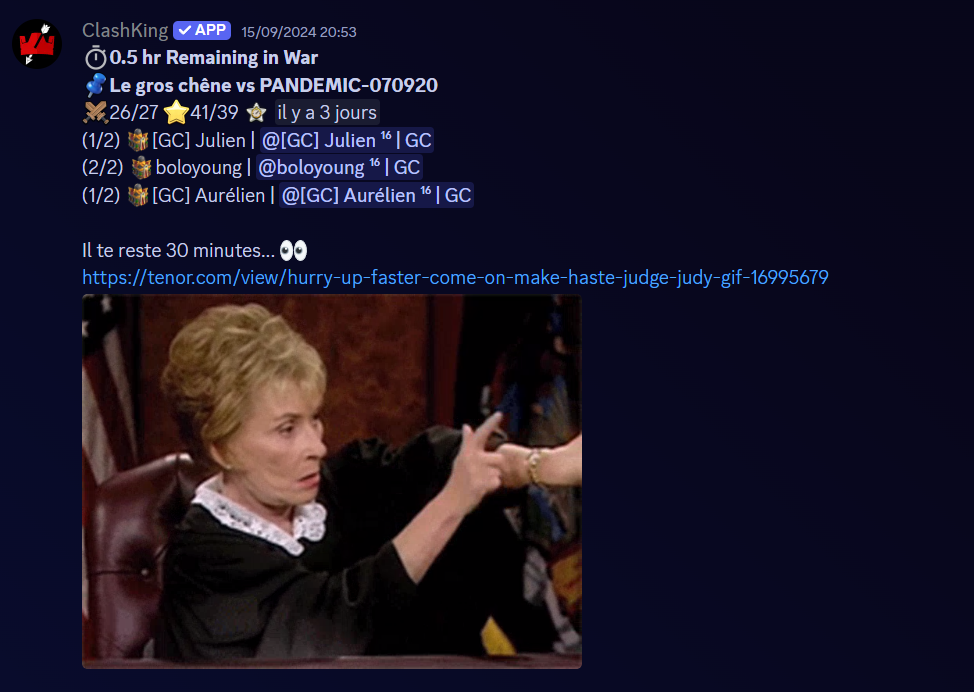 ClashKing APP 15/09/2024 20:53
0.5 hr Remaining in War
Le gros chêne vs PANDEMIC-070920
26/27 41/39 il y a 3 jours
(1/2) [GC] Julien | @[GC] Julien ¹⁶ | GC
(2/2) boloyoung | @boloyoung ¹⁶ | GC
(1/2) [GC] Aurélien | @[GC] Aurélien ¹⁶ | GC
Il te reste 30 minutes...
https://tenor.com/view/hurry-up-faster-come-on-make-haste-judge-judy-gif-16995679